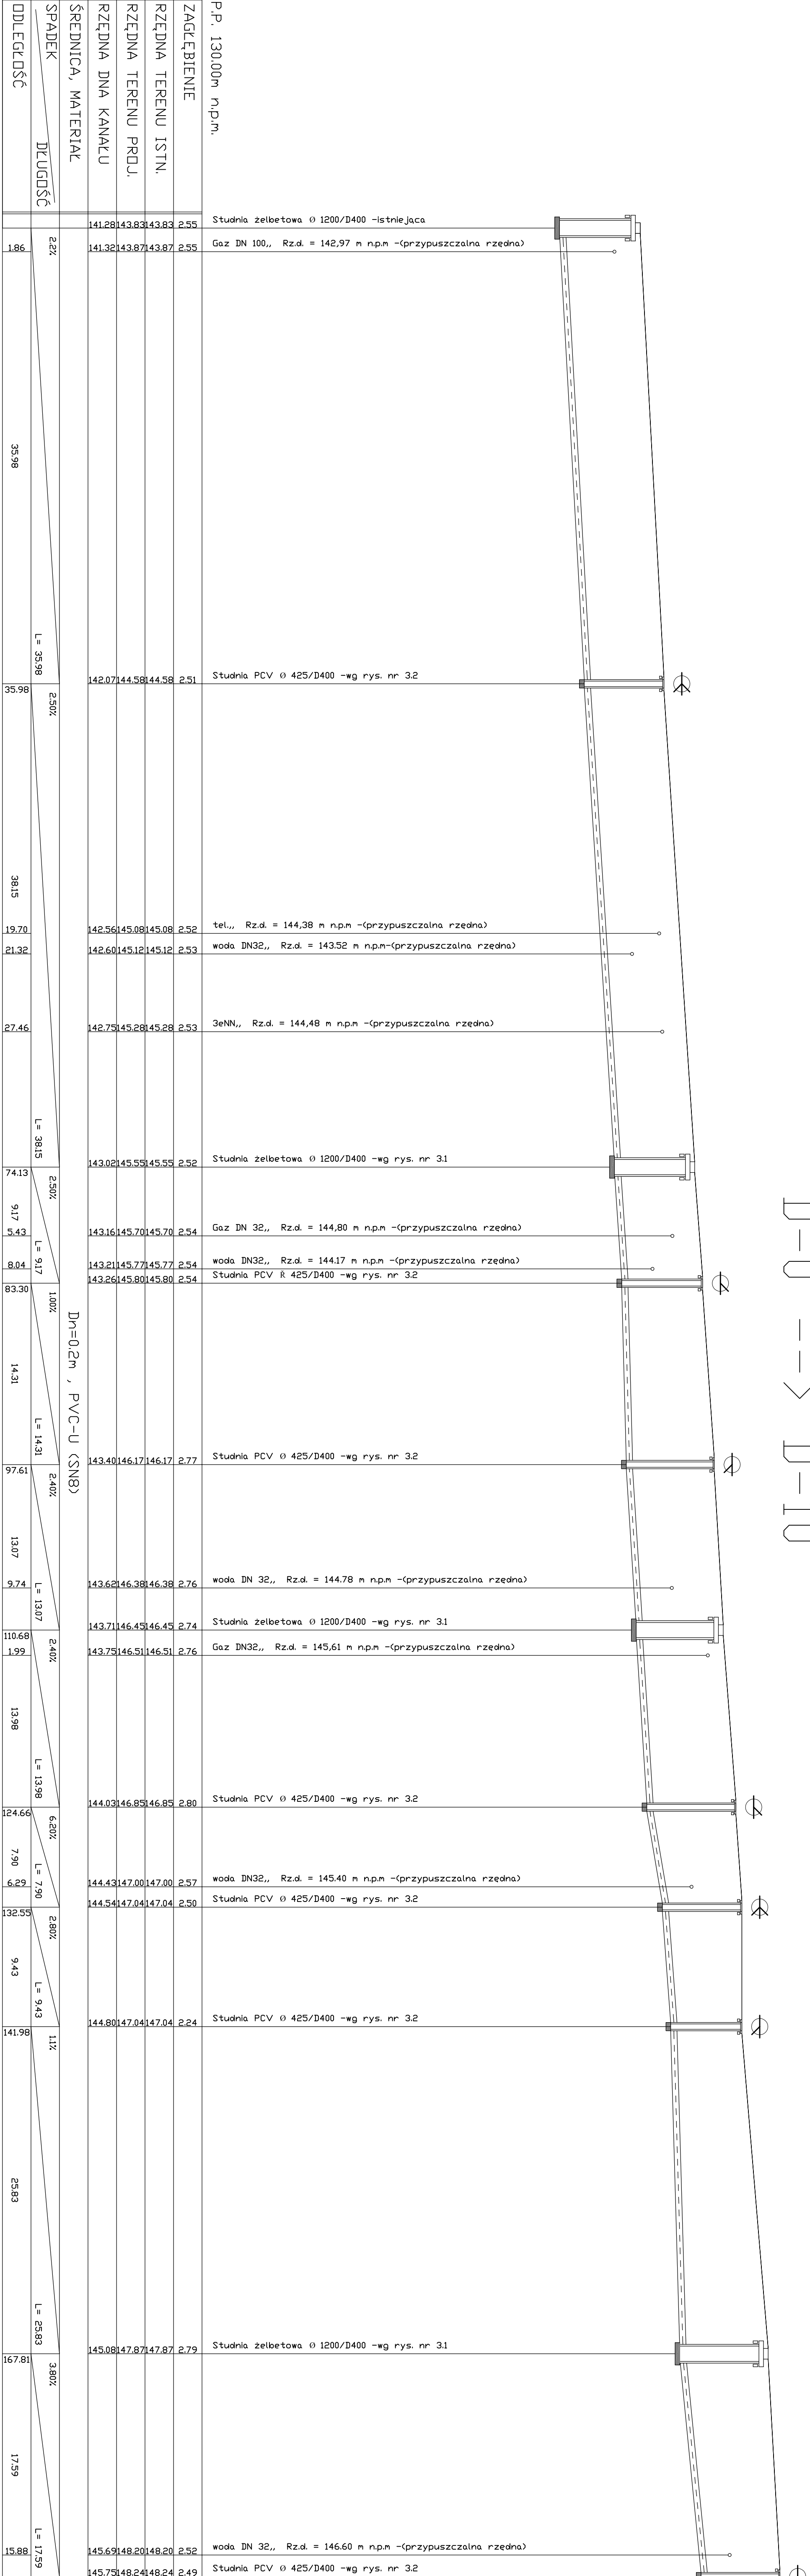 P.P. 130.00m n.p.m.
ZAGŁĘBIENIE
RZĘDNA TERENU ISTN.
RZĘDNA TERENU PROJ.
RZĘDNA DNA KANAŁU
ŚREDNICA, MATERIAŁ
SPADEK
DŁUGOŚĆ
ODLEGŁOŚĆ
141.28 143.83 143.83 2.55 Studnia żelbetowa Ø 1200/D400 -istniejąca
2.2%
1.86 141.32 143.87 143.87 2.55 Gaz DN 100,, Rz.d. = 142,97 m n.p.m -(przypuszczalna rzędna)
35.98
L= 35.98
35.98 142.07 144.58 144.58 2.51 Studnia PCV Ø 425/D400 -wg rys. nr 3.2
2.50%
38.15
19.70 142.56 145.08 145.08 2.52 tel.,, Rz.d. = 144,38 m n.p.m -(przypuszczalna rzędna)
21.32 142.60 145.12 145.12 2.53 woda DN32,, Rz.d. = 143.52 m n.p.m-(przypuszczalna rzędna)
27.46 142.75 145.28 145.28 2.53 3eNN,, Rz.d. = 144,48 m n.p.m -(przypuszczalna rzędna)
L= 38.15
74.13 143.02 145.55 145.55 2.52 Studnia żelbetowa Ø 1200/D400 -wg rys. nr 3.1
2.50%
9.17
5.43 143.16 145.70 145.70 2.54 Gaz DN 32,, Rz.d. = 144,80 m n.p.m -(przypuszczalna rzędna)
L= 9.17
8.04 143.21 145.77 145.77 2.54 woda DN32,, Rz.d. = 144.17 m n.p.m -(przypuszczalna rzędna)
83.30 143.26 145.80 145.80 2.54 Studnia PCV Ř 425/D400 -wg rys. nr 3.2
1.00%
Dn=0.2m , PVC-U (SN8)
14.31
L= 14.31
97.61 143.40 146.17 146.17 2.77 Studnia PCV Ø 425/D400 -wg rys. nr 3.2
2.40%
13.07
9.74 143.62 146.38 146.38 2.76 woda DN 32,, Rz.d. = 144.78 m n.p.m -(przypuszczalna rzędna)
L= 13.07
110.68 143.71 146.45 146.45 2.74 Studnia żelbetowa Ø 1200/D400 -wg rys. nr 3.1
2.40%
1.99 143.75 146.51 146.51 2.76 Gaz DN32,, Rz.d. = 145,61 m n.p.m -(przypuszczalna rzędna)
13.98
L= 13.98
124.66 144.03 146.85 146.85 2.80 Studnia PCV Ø 425/D400 -wg rys. nr 3.2
6.20%
7.90
L= 7.90
6.29 144.43 147.00 147.00 2.57 woda DN32,, Rz.d. = 145.40 m n.p.m -(przypuszczalna rzędna)
132.55 144.54 147.04 147.04 2.50 Studnia PCV Ø 425/D400 -wg rys. nr 3.2
2.80%
9.43
L= 9.43
141.98 144.80 147.04 147.04 2.24 Studnia PCV Ø 425/D400 -wg rys. nr 3.2
1.1%
25.83
L= 25.83
167.81 145.08 147.87 147.87 2.79 Studnia żelbetowa Ø 1200/D400 -wg rys. nr 3.1
3.80%
17.59
L= 17.59
15.88 145.69 148.20 148.20 2.52 woda DN 32,, Rz.d. = 146.60 m n.p.m -(przypuszczalna rzędna)
145.75 148.24 148.24 2.49 Studnia PCV Ø 425/D400 -wg rys. nr 3.2